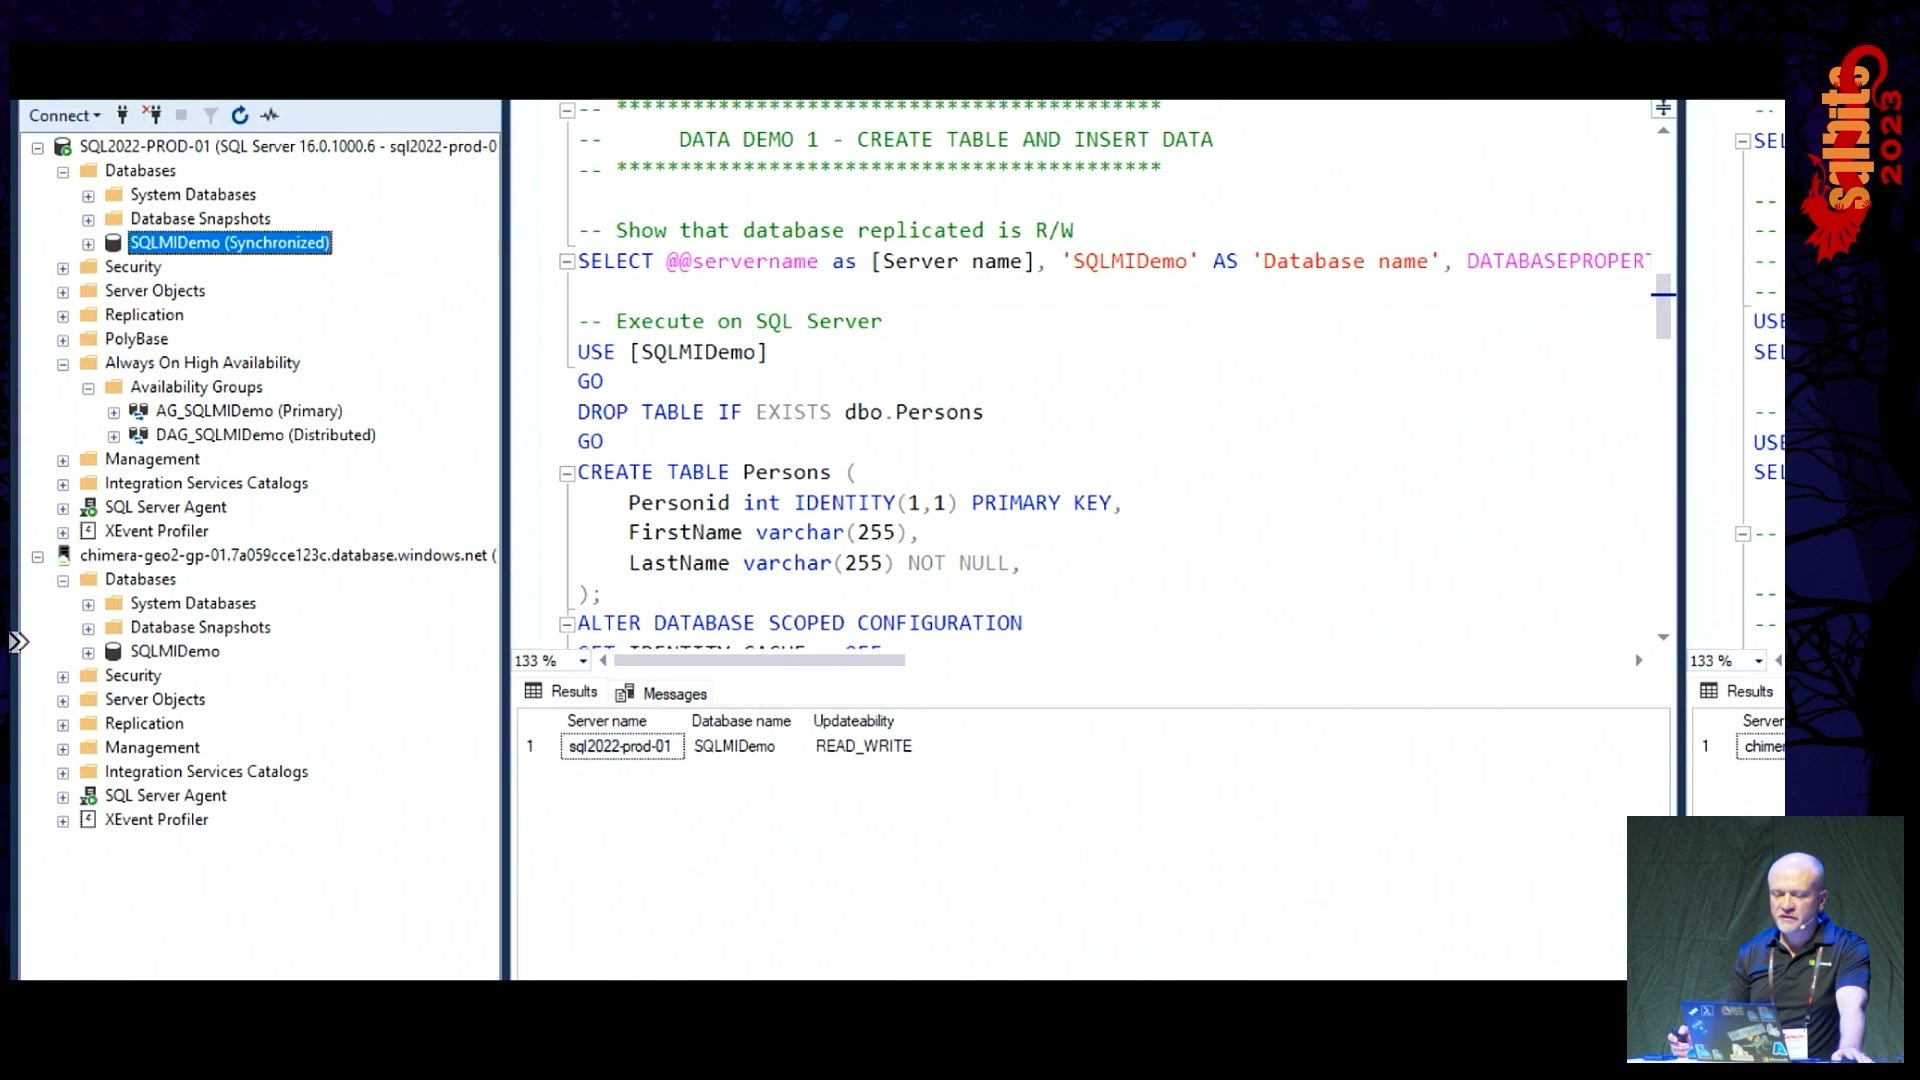 Connect
SQL2022-PROD-01 (SQL Server 16.0.1000.6 - sql2022-prod-0
Databases
System Databases
Database Snapshots
SQLMIDemo (Synchronized)
Security
Server Objects
Replication
PolyBase
Always On High Availability
Availability Groups
AG_SQLMIDemo (Primary)
DAG_SQLMIDemo (Distributed)
Management
Integration Services Catalogs
SQL Server Agent
XEvent Profiler
chimera-geo2-gp-01.7a059cce123c.database.windows.net (
Databases
System Databases
Database Snapshots
SQLMIDemo
Security
Server Objects
Replication
Management
Integration Services Catalogs
SQL Server Agent
XEvent Profiler
-- *******************************************
-- DATA DEMO 1 - CREATE TABLE AND INSERT DATA
-- *******************************************
-- Show that database replicated is R/W
SELECT @@servername as [Server name], 'SQLMIDemo' AS 'Database name', DATABASEPROPERT
-- Execute on SQL Server
USE [SQLMIDemo]
GO
DROP TABLE IF EXISTS dbo.Persons
GO
CREATE TABLE Persons (
Personid int IDENTITY(1,1) PRIMARY KEY,
FirstName varchar(255),
LastName varchar(255) NOT NULL,
);
ALTER DATABASE SCOPED CONFIGURATION
133 %
Results Messages
Server name Database name Updateability
1 sql2022-prod-01 SQLMIDemo READ_WRITE
--
SEL
--
--
--
--
USE
SEL
--
USE
SEL
--
--
--
133 %
Results
Server
1 chimer
sqlbits
2023